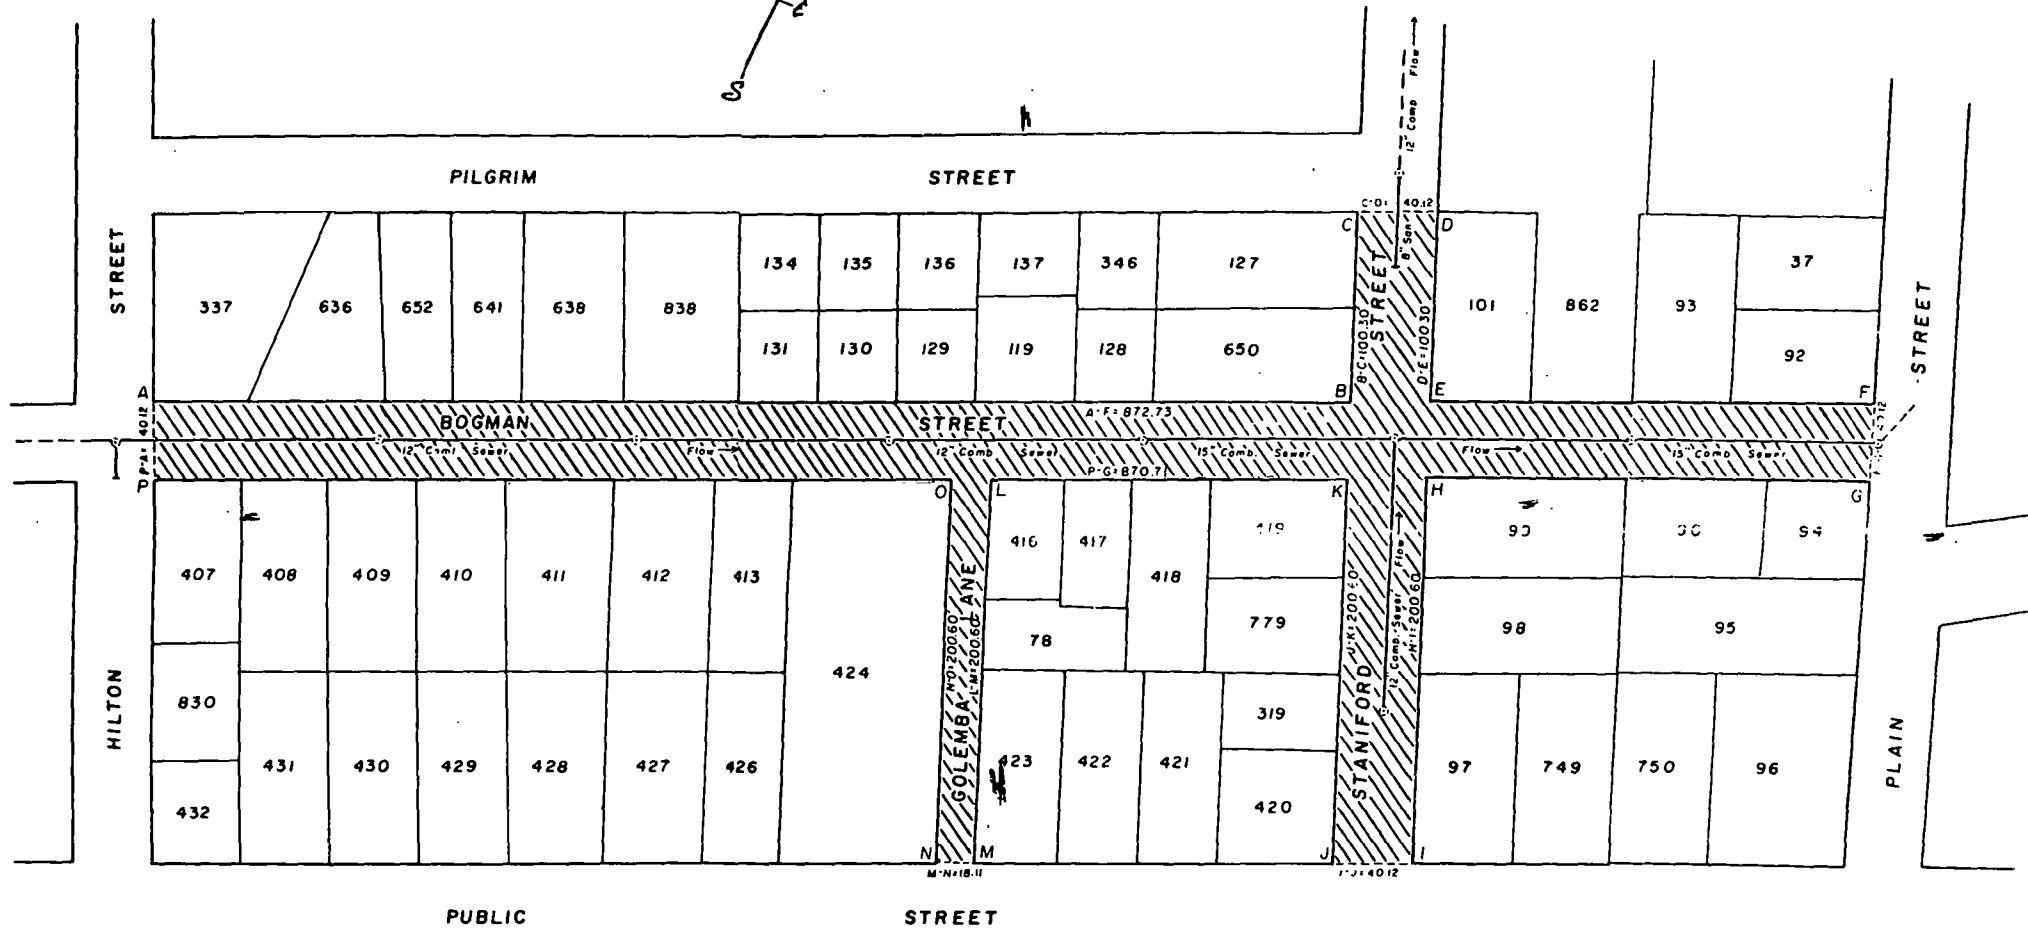 S
12" Comb Flow
PILGRIM STREET
C-D= 40.12
C D
8" San
STREET
337 636 652 641 638 838
134 135 136 137 346 127
131 130 129 119 128 650
101 862 93 37
92
STREET
B-C=100.30
STREET
D-E=100.30
A B E F
P-A= 40.12
BOGMAN STREET
A-F= 872.73
12" Comb Sewer Flow 12" Comb Sewer 15" Comb. Sewer Flow 15" Comb Sewer
P-G= 870.71
P O L K H G
407 408 409 410 411 412 413
416 417 418 419
94
424
78 779
98 95
830
319
432 431 430 429 428 427 426
423 422 421 420
97 749 750 96
HILTON
N-O=200.60'
GOLEMBA LANE
L-M=200.60'
J-K=200.60'
STANIFORD
12" Comb. Sewer Flow
H-I=200.60'
PLAIN
N M J I
M-N=18.11
I-J=40.12
PUBLIC STREET